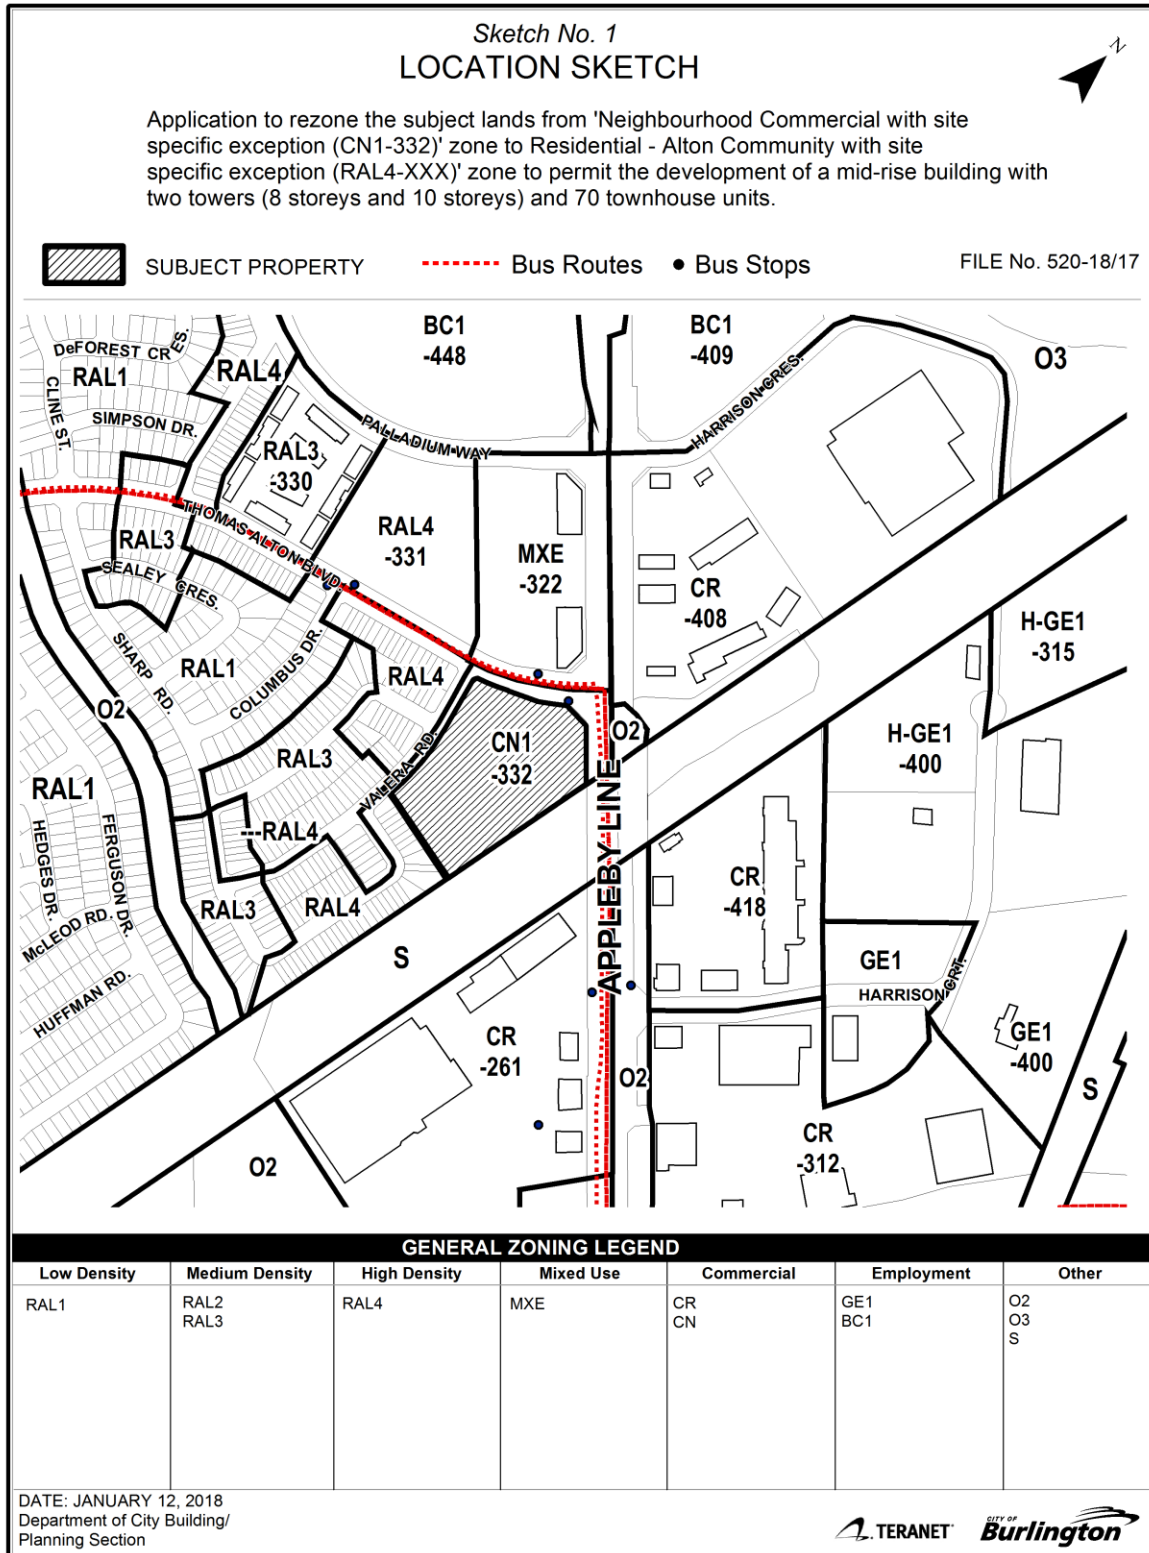 Sketch No. 1
LOCATION SKETCH
N
Application to rezone the subject lands from 'Neighbourhood Commercial with site
specific exception (CN1-332)' zone to Residential - Alton Community with site
specific exception (RAL4-XXX)' zone to permit the development of a mid-rise building with
two towers (8 storeys and 10 storeys) and 70 townhouse units.
SUBJECT PROPERTY
Bus Routes
Bus Stops
FILE No. 520-18/17
BC1
-448
BC1
-409
O3
DeFOREST CRES.
RAL1
RAL4
CLINE ST.
SIMPSON DR.
PALLADIUM WAY
HARRISON CRES.
RAL3
-330
THOMAS ALTON BLVD.
RAL4
-331
MXE
-322
CR
-408
RAL3
SEALEY CRES.
H-GE1
-315
SHARP RD.
RAL1
COLUMBUS DR.
RAL4
O2
O2
CN1
-332
H-GE1
-400
RAL3
VALERA RD.
APPLEBY LINE
RAL1
HEDGES DR.
FERGUSON DR.
---RAL4
CR
-418
RAL3
RAL4
McLEOD RD.
S
GE1
HARRISON CRT.
HUFFMAN RD.
CR
-261
GE1
-400
O2
S
CR
-312
O2
GENERAL ZONING LEGEND
Low Density
Medium Density
High Density
Mixed Use
Commercial
Employment
Other
RAL1
RAL2
RAL3
RAL4
MXE
CR
CN
GE1
BC1
O2
O3
S
DATE: JANUARY 12, 2018
Department of City Building/
Planning Section
TERANET
CITY OF
Burlington